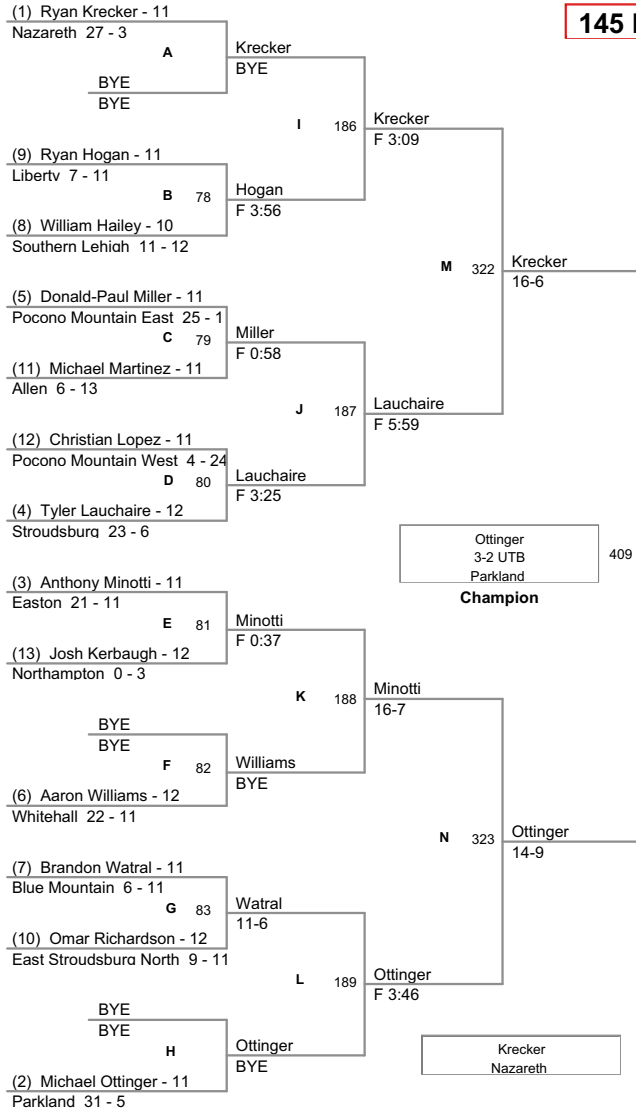 (1) Ryan Krecker - 11
145
Nazareth 27 - 3
A
Krecker
BYE
BYE
BYE
I 186
Krecker
F 3:09
(9) Ryan Hogan - 11
Liberty 7 - 11
B 78
Hogan
F 3:56
(8) William Hailey - 10
Southern Lehigh 11 - 12
M 322
Krecker
16-6
(5) Donald-Paul Miller - 11
Pocono Mountain East 25 - 1
C 79
Miller
F 0:58
(11) Michael Martinez - 11
Allen 6 - 13
J 187
Lauchaire
F 5:59
(12) Christian Lopez - 11
Pocono Mountain West 4 - 24
D 80
Lauchaire
F 3:25
(4) Tyler Lauchaire - 12
Stroudsburg 23 - 6
Ottinger
3-2 UTB
409
Parkland
Champion
(3) Anthony Minotti - 11
Easton 21 - 11
E 81
Minotti
F 0:37
(13) Josh Kerbaugh - 12
Northampton 0 - 3
K 188
Minotti
16-7
BYE
BYE
F 82
Williams
BYE
(6) Aaron Williams - 12
Whitehall 22 - 11
N 323
Ottinger
14-9
(7) Brandon Watral - 11
Blue Mountain 6 - 11
G 83
Watral
11-6
(10) Omar Richardson - 12
East Stroudsburg North 9 - 11
L 189
Ottinger
F 3:46
BYE
BYE
H
Ottinger
BYE
(2) Michael Ottinger - 11
Parkland 31 - 5
Krecker
Nazareth